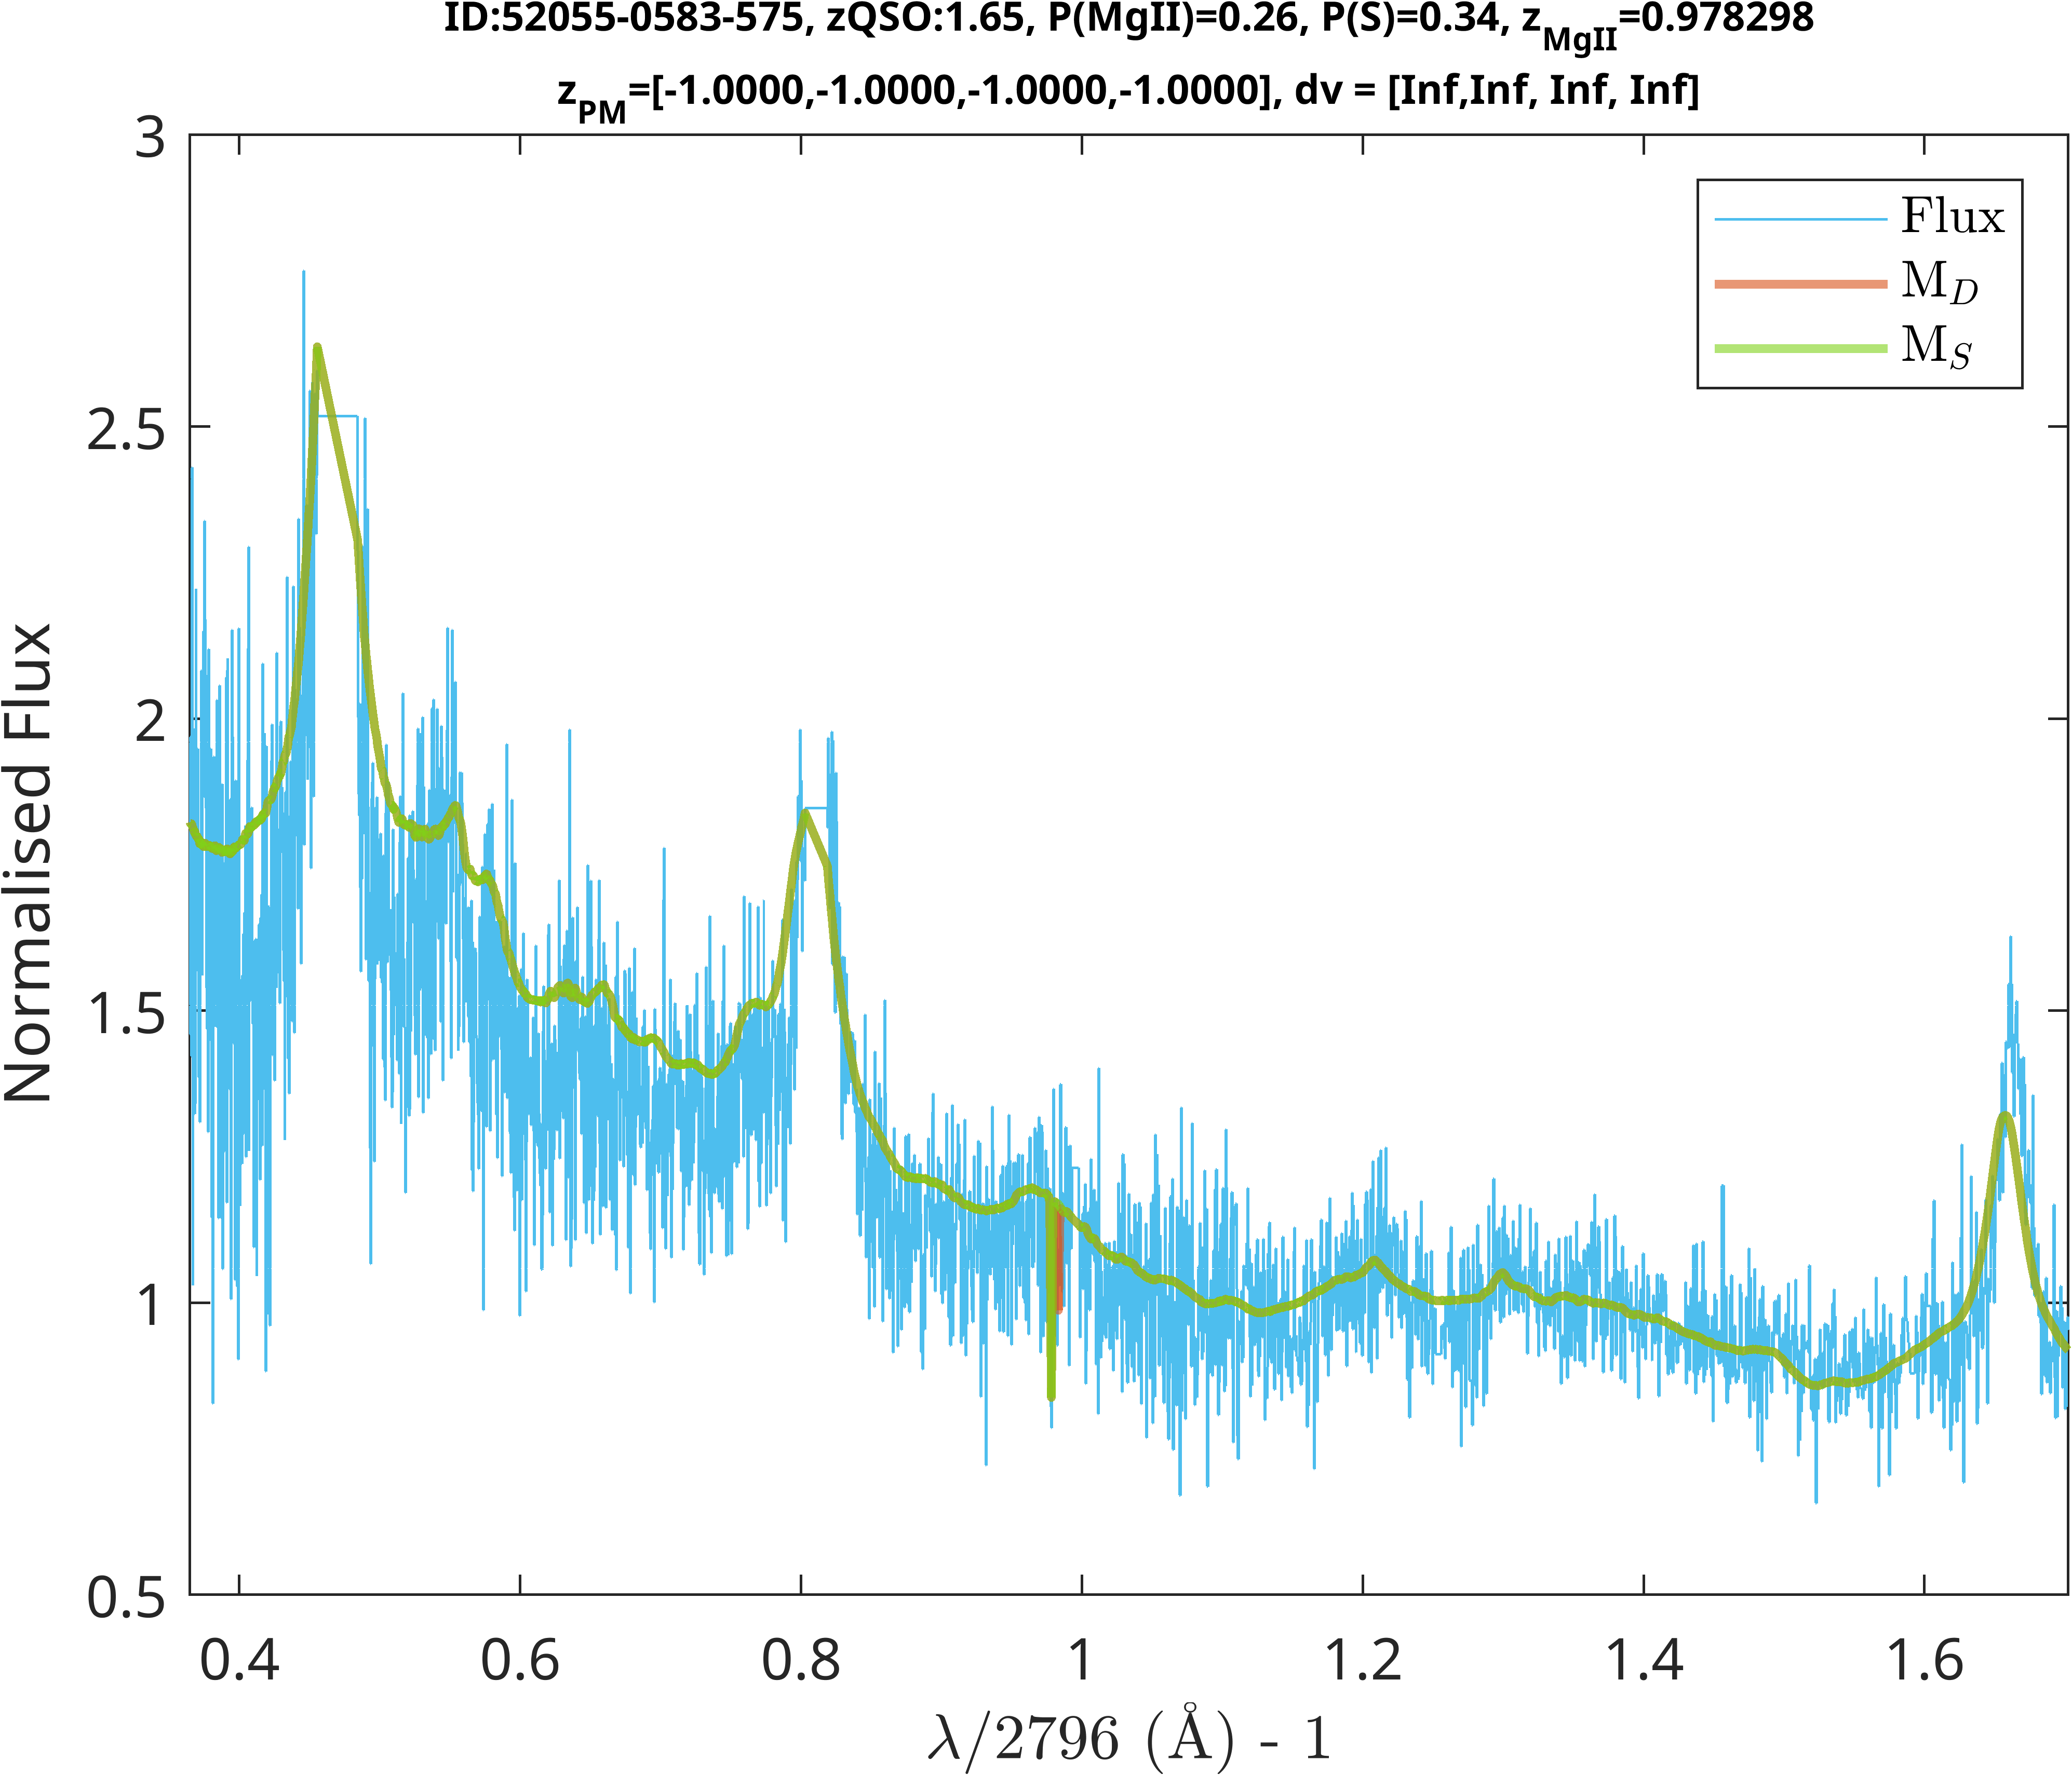 ID:52055-0583-575, zQSO:1.65, P(MgII)=0.26, P(S)=0.34, zMgII=0.978298
zPM=[-1.0000,-1.0000,-1.0000,-1.0000], dv = [Inf,Inf, Inf, Inf]
3
2.5
2
1.5
1
0.5
Normalised Flux
Flux
MD
MS
0.4 0.6 0.8 1 1.2 1.4 1.6
λ/2796 (Å) - 1